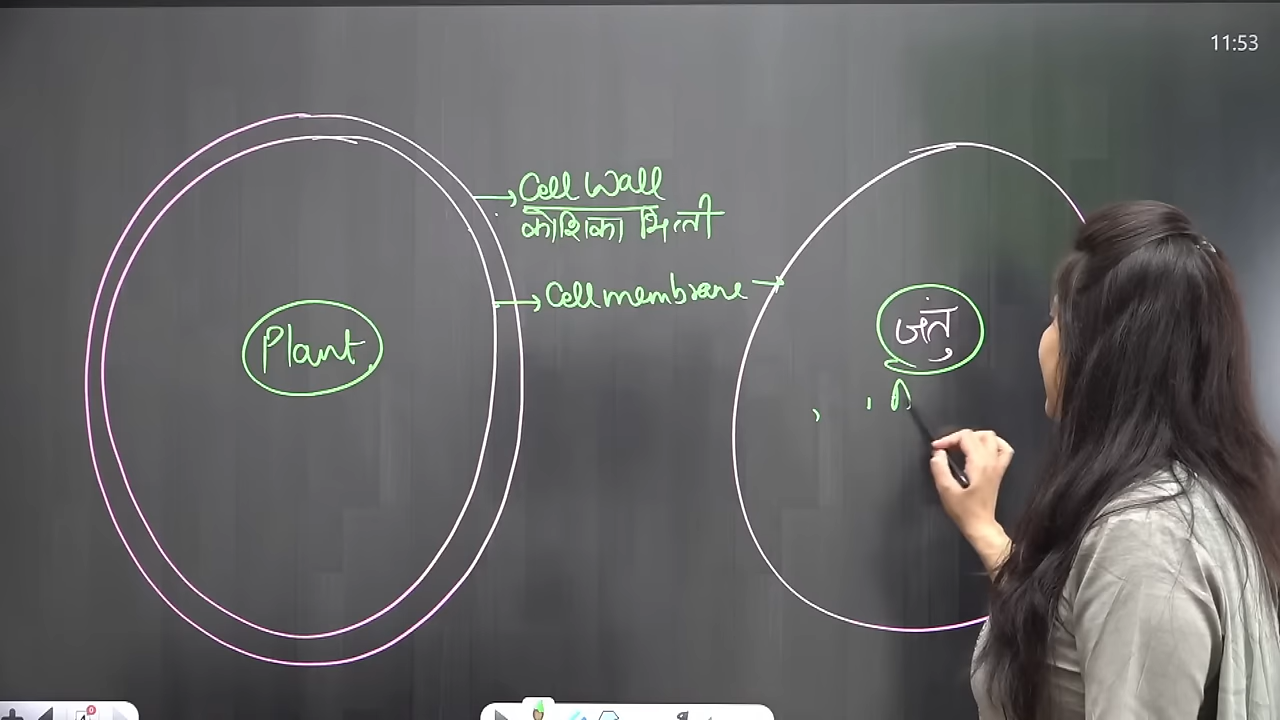 11:53
Cell Wall
कोशिका भित्ती
Cell membrane
Plant
जंतु